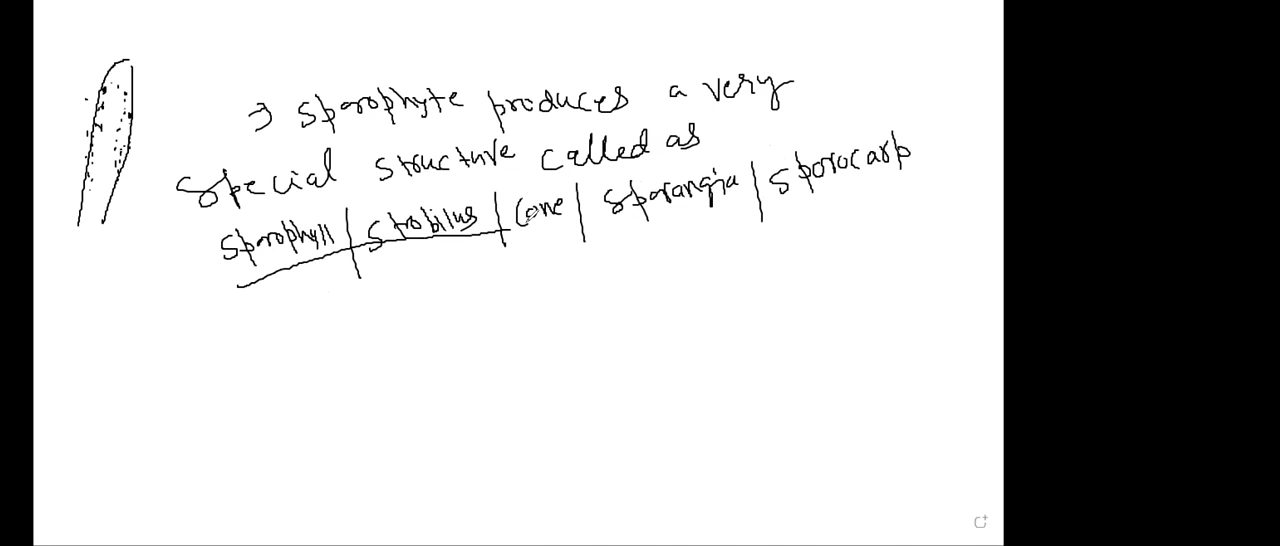 → Sporophyte produces a very
special structure called as
Sporophyll / Strobilus / Cone / Sporangia / Sporocarp